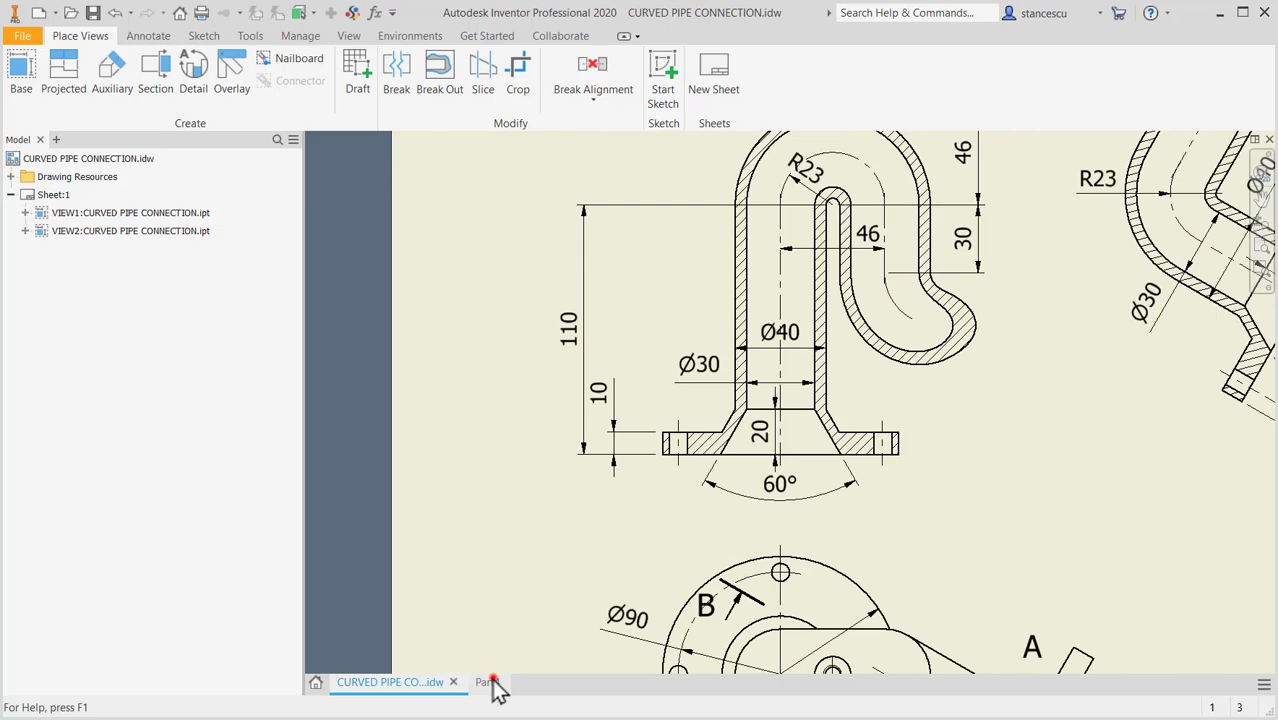 PRO
Autodesk Inventor Professional 2020 CURVED PIPE CONNECTION.idw
Search Help & Commands...
stancescu
File
Place Views
Annotate
Sketch
Tools
Manage
View
Environments
Get Started
Collaborate
Base
Projected
Auxiliary
Section
Detail
Overlay
Nailboard
Connector
Draft
Break
Break Out
Slice
Crop
Break Alignment
Start
Sketch
New Sheet
Create
Modify
Sketch
Sheets
Model
CURVED PIPE CONNECTION.idw
Drawing Resources
Sheet:1
VIEW1:CURVED PIPE CONNECTION.ipt
VIEW2:CURVED PIPE CONNECTION.ipt
R23
46
46
30
110
Ø40
Ø30
10
20
60°
R23
Ø30
Ø90
B
A
CURVED PIPE CO...idw
For Help, press F1
1 3